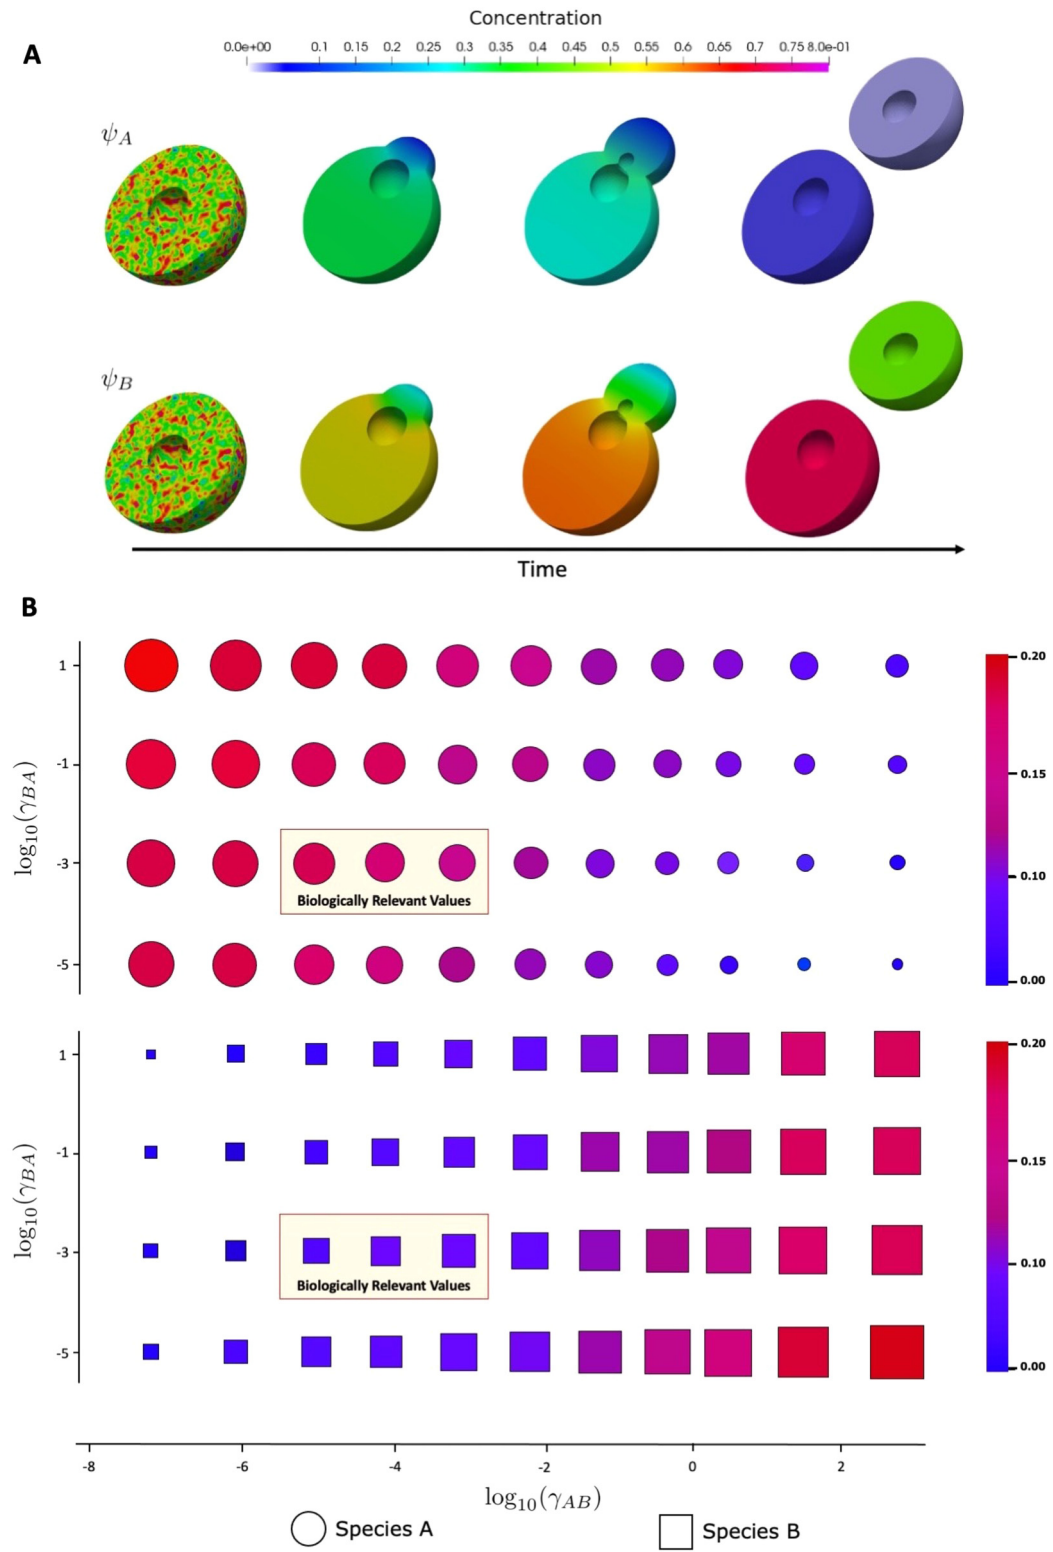 Concentration
0.0e+00 0.1 0.15 0.2 0.25 0.3 0.35 0.4 0.45 0.5 0.55 0.6 0.65 0.7 0.75 8.0e-01
A
ψA
ψB
Time
B
log10(γBA)
1
-1
-3
-5
Biologically Relevant Values
0.20
0.15
0.10
0.00
log10(γBA)
1
-1
-3
-5
Biologically Relevant Values
0.20
0.15
0.10
0.00
-8 -6 -4 -2 0 2
log10(γAB)
Species A
Species B